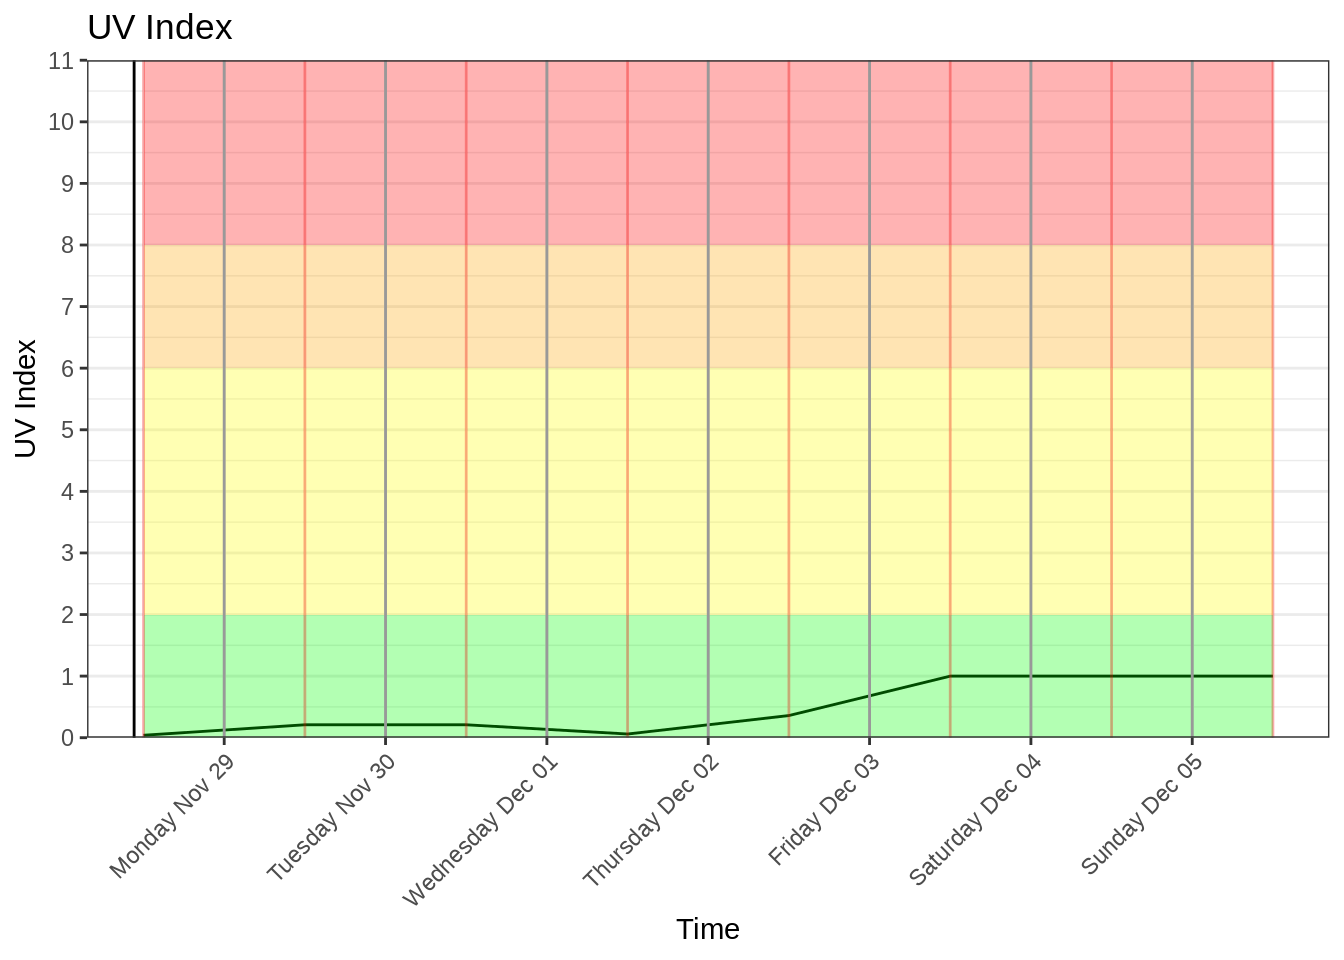 UV Index
11
10
9
8
7
6
5
4
3
2
1
0
UV Index
Monday Nov 29
Tuesday Nov 30
Wednesday Dec 01
Thursday Dec 02
Friday Dec 03
Saturday Dec 04
Sunday Dec 05
Time